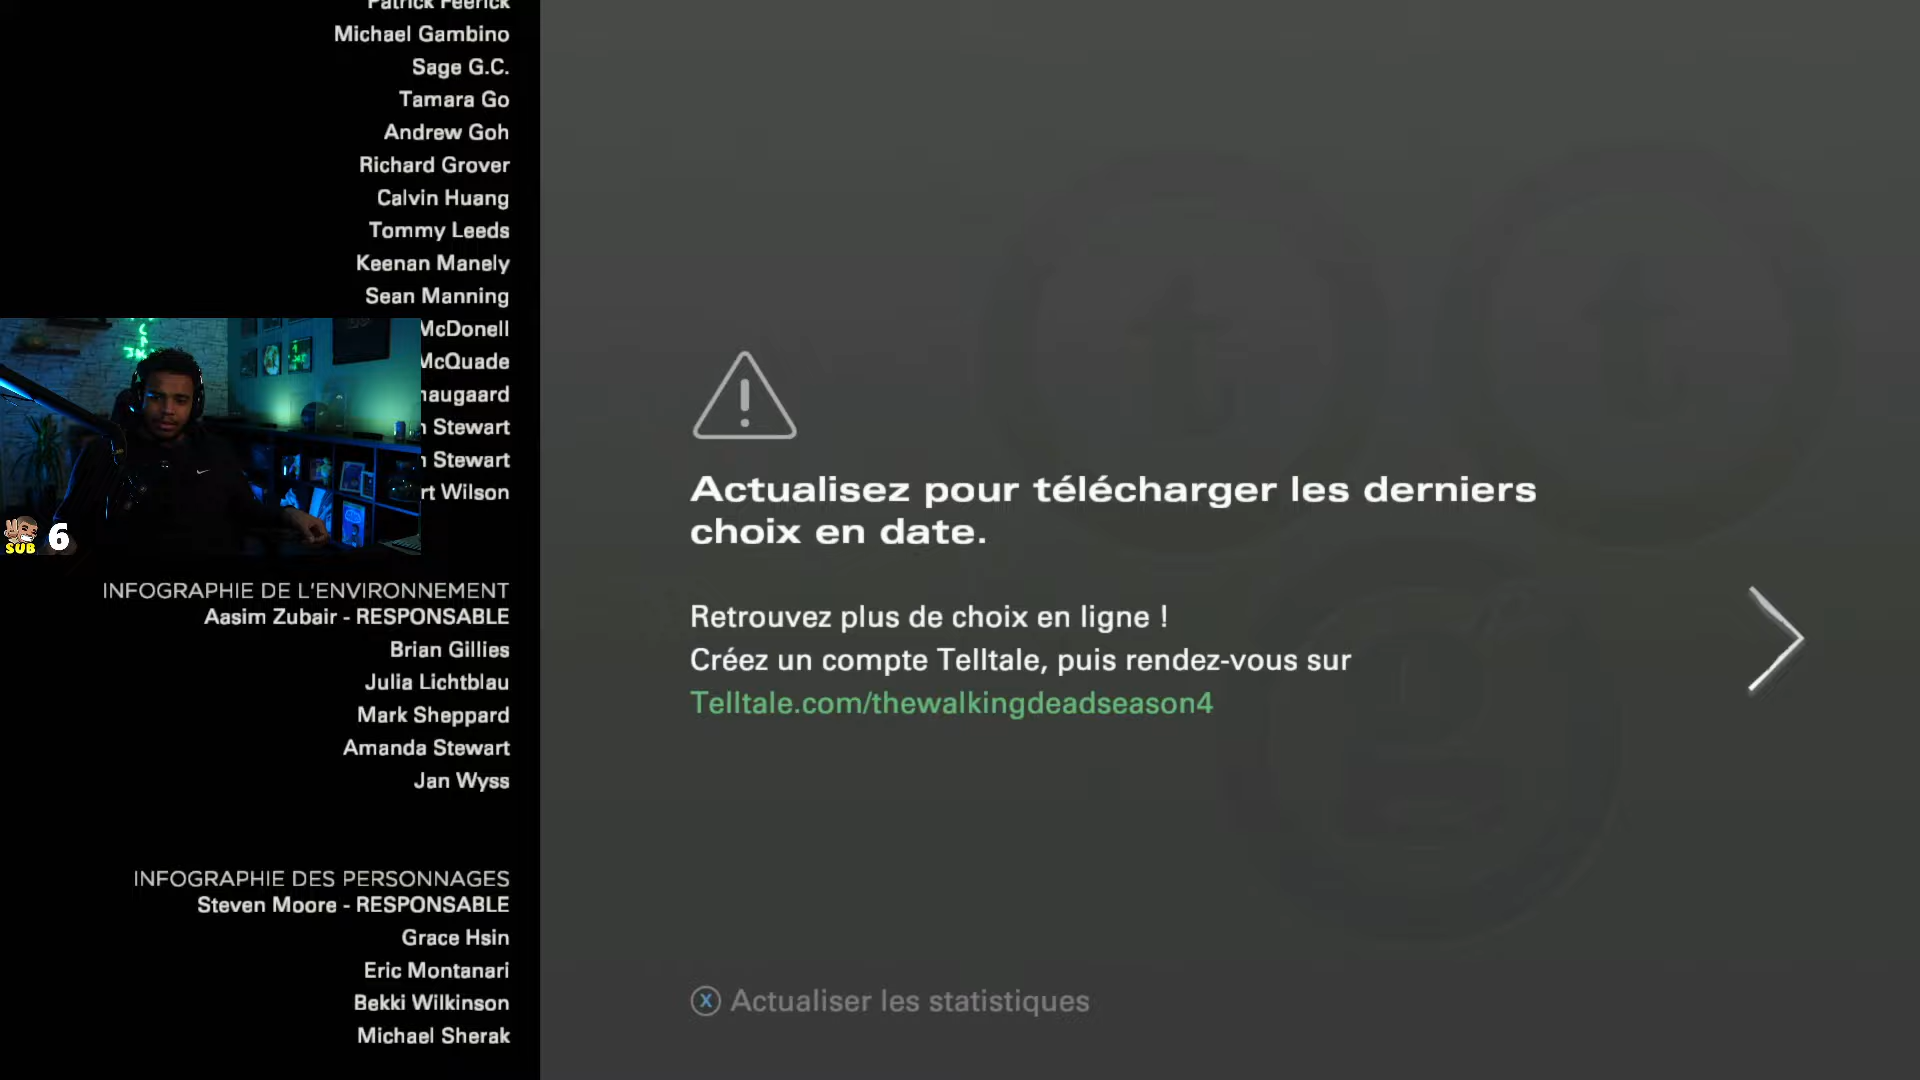 Patrick Feerick
Michael Gambino
Sage G.C.
Tamara Go
Andrew Goh
Richard Grover
Calvin Huang
Tommy Leeds
Keenan Manely
Sean Manning
McDonell
McQuade
Stewart
Stewart
Wilson
SUB 6
INFOGRAPHIE DE L'ENVIRONNEMENT
Aasim Zubair - RESPONSABLE
Brian Gillies
Julia Lichtblau
Mark Sheppard
Amanda Stewart
Jan Wyss
INFOGRAPHIE DES PERSONNAGES
Steven Moore - RESPONSABLE
Grace Hsin
Eric Montanari
Bekki Wilkinson
Michael Sherak
Actualisez pour télécharger les derniers
choix en date.
Retrouvez plus de choix en ligne !
Créez un compte Telltale, puis rendez-vous sur
Telltale.com/thewalkingdeadseason4
X Actualiser les statistiques